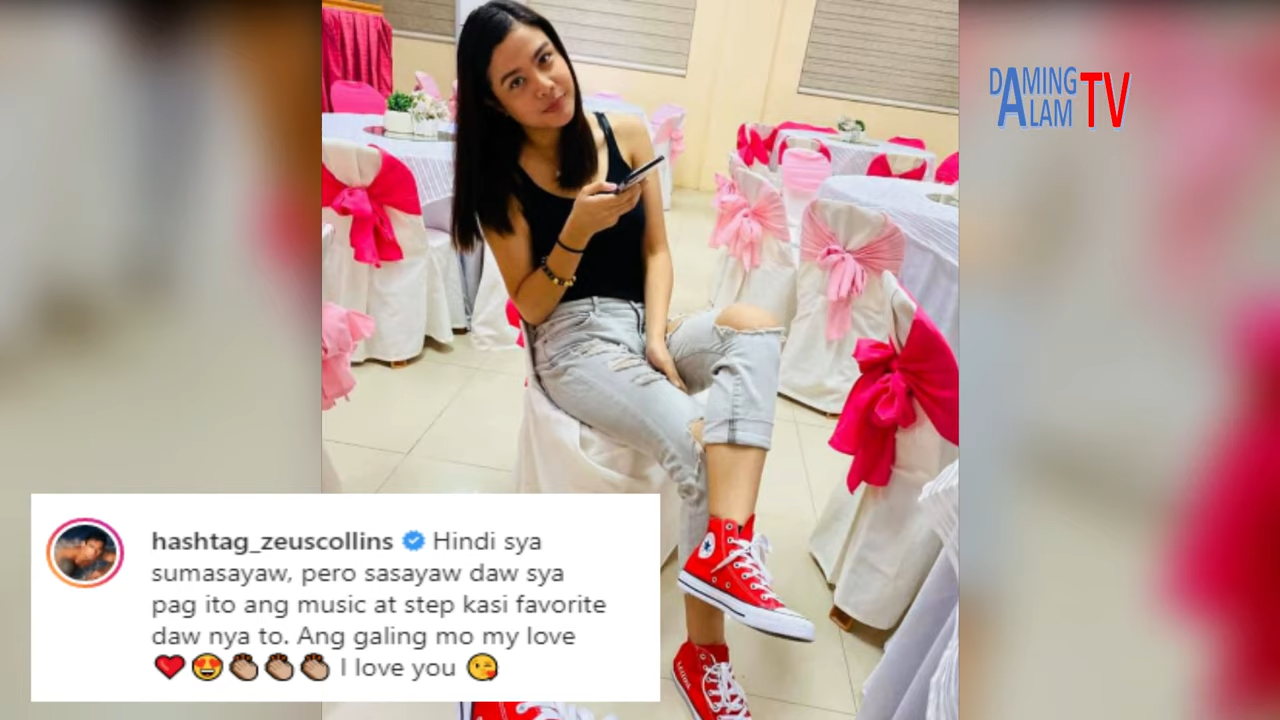 DAMING
ALAM TV
hashtag_zeuscollins Hindi sya
sumasayaw, pero sasayaw daw sya
pag ito ang music at step kasi favorite
daw nya to. Ang galing mo my love
❤️😍👏🏽👏🏽👏🏽 I love you 😘